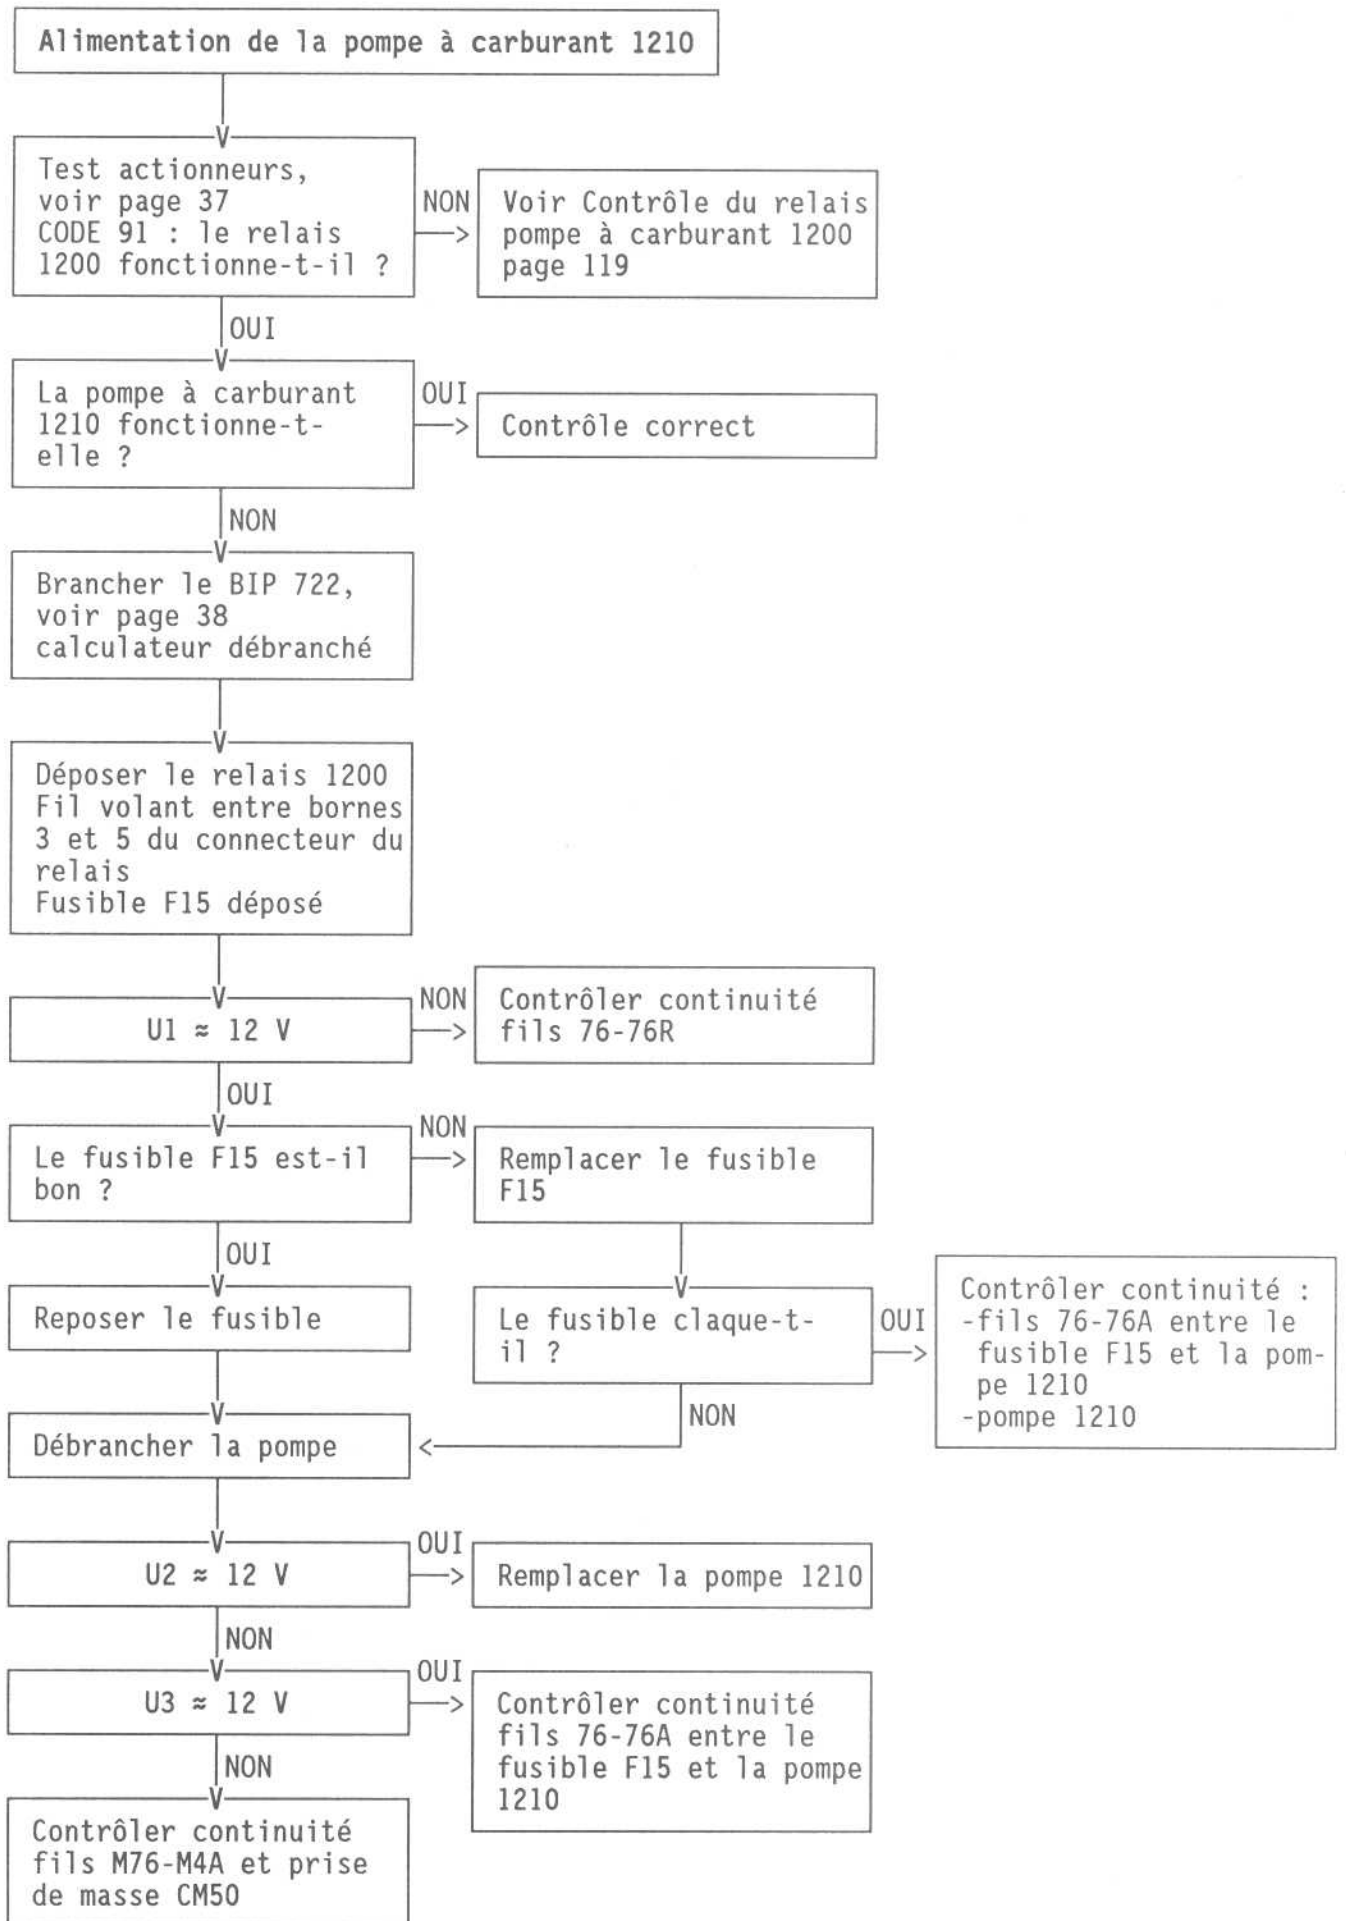 Alimentation de la pompe à carburant 1210
Test actionneurs,
voir page 37
CODE 91 : le relais
1200 fonctionne-t-il ?
NON
-->
Voir Contrôle du relais
pompe à carburant 1200
page 119
OUI
La pompe à carburant
1210 fonctionne-t-
elle ?
OUI
Contrôle correct
NON
Brancher le BIP 722,
voir page 38
calculateur débranché
Déposer le relais 1200
Fil volant entre bornes
3 et 5 du connecteur du
relais
Fusible F15 déposé
U1 ≈ 12 V
NON
Contrôler continuité
fils 76-76R
OUI
Le fusible F15 est-il
bon ?
NON
Remplacer le fusible
F15
OUI
Reposer le fusible
Le fusible claque-t-
il ?
OUI
Contrôler continuité :
-fils 76-76A entre le
fusible F15 et la pom-
pe 1210
-pompe 1210
NON
Débrancher la pompe
U2 ≈ 12 V
OUI
Remplacer la pompe 1210
NON
U3 ≈ 12 V
OUI
Contrôler continuité
fils 76-76A entre le
fusible F15 et la pompe
1210
NON
Contrôler continuité
fils M76-M4A et prise
de masse CM50